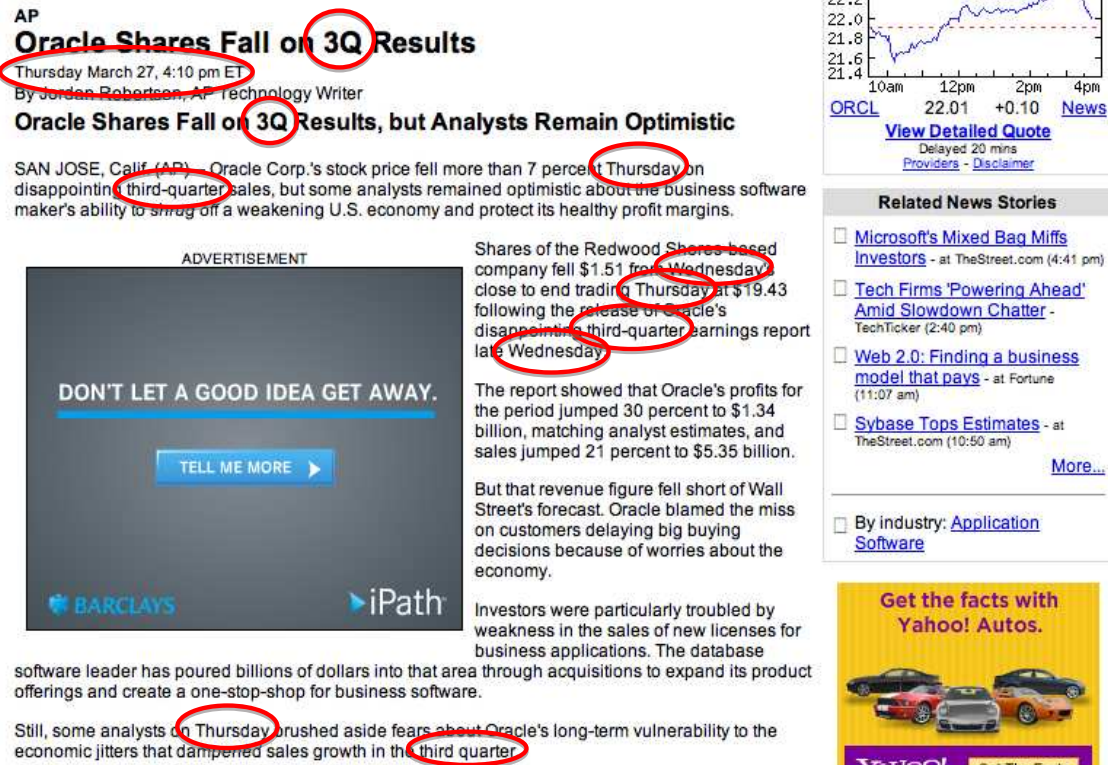 AP
Oracle Shares Fall on 3Q Results
Thursday March 27, 4:10 pm ET
By Jordan Robertson, AP Technology Writer
Oracle Shares Fall on 3Q Results, but Analysts Remain Optimistic
SAN JOSE, Calif. (AP) -- Oracle Corp.'s stock price fell more than 7 percent Thursday on
disappointing third-quarter sales, but some analysts remained optimistic about the business software
maker's ability to shrug off a weakening U.S. economy and protect its healthy profit margins.
ADVERTISEMENT
DON'T LET A GOOD IDEA GET AWAY.
TELL ME MORE
BARCLAYS
iPath
Shares of the Redwood Shores-based
company fell $1.51 from Wednesday's
close to end trading Thursday at $19.43
following the release of Oracle's
disappointing third-quarter earnings report
late Wednesday.
The report showed that Oracle's profits for
the period jumped 30 percent to $1.34
billion, matching analyst estimates, and
sales jumped 21 percent to $5.35 billion.
But that revenue figure fell short of Wall
Street's forecast. Oracle blamed the miss
on customers delaying big buying
decisions because of worries about the
economy.
Investors were particularly troubled by
weakness in the sales of new licenses for
business applications. The database
software leader has poured billions of dollars into that area through acquisitions to expand its product
offerings and create a one-stop-shop for business software.
Still, some analysts on Thursday brushed aside fears about Oracle's long-term vulnerability to the
economic jitters that dampened sales growth in the third quarter.
22.2
22.0
21.8
21.6
21.4
10am 12pm 2pm 4pm
ORCL 22.01 +0.10 News
View Detailed Quote
Delayed 20 mins
Providers - Disclaimer
Related News Stories
Microsoft's Mixed Bag Miffs
Investors - at TheStreet.com (4:41 pm)
Tech Firms 'Powering Ahead'
Amid Slowdown Chatter -
TechTicker (2:40 pm)
Web 2.0: Finding a business
model that pays - at Fortune
(11:07 am)
Sybase Tops Estimates - at
TheStreet.com (10:50 am)
More...
By industry: Application
Software
Get the facts with
Yahoo! Autos.